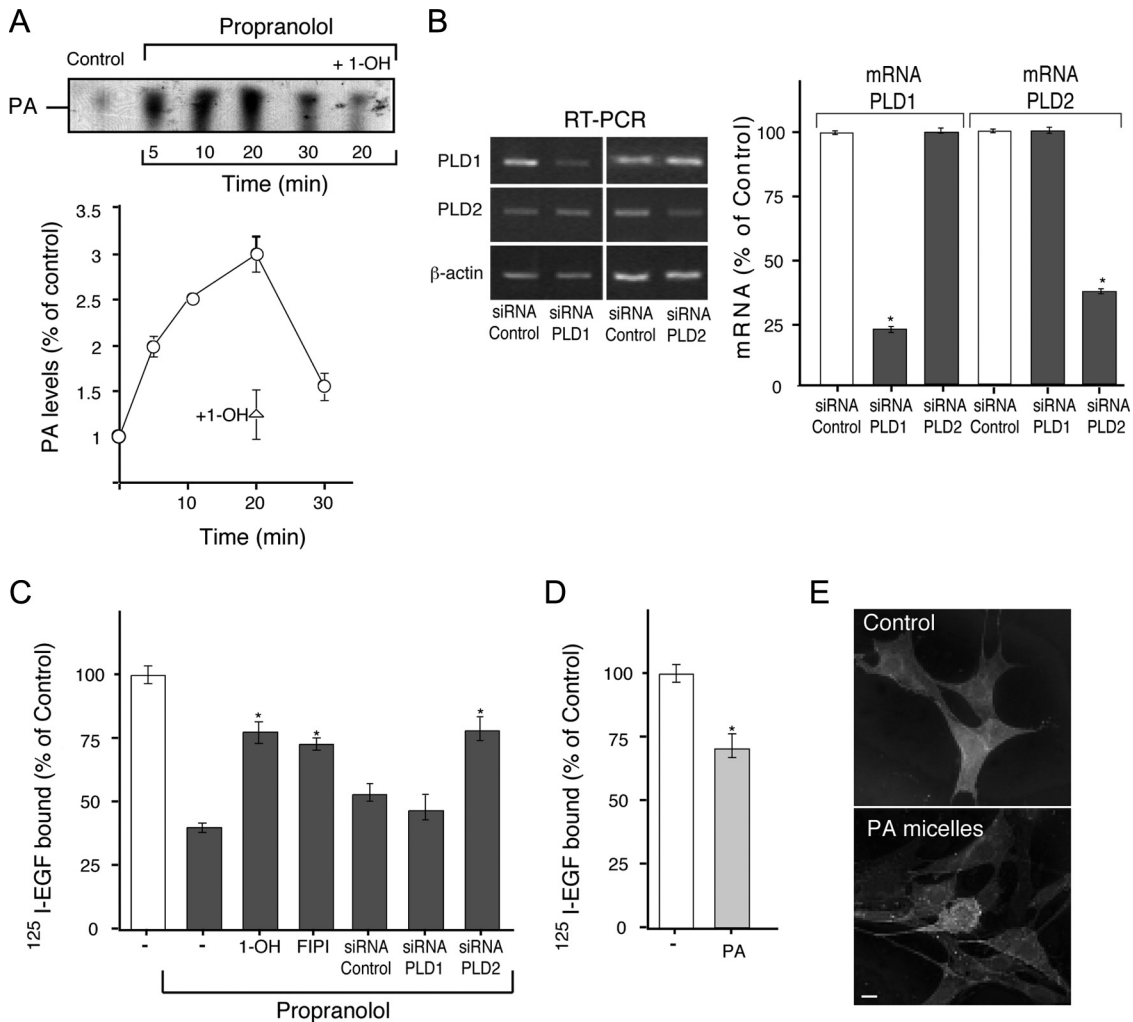 A
Propranolol
Control
+ 1-OH
PA
5 10 20 30 20
Time (min)
PA levels (% of control)
3.5
3
2.5
2
1.5
1
+1-OH
10 20 30
Time (min)
B
RT-PCR
PLD1
PLD2
β-actin
siRNA Control
siRNA PLD1
siRNA Control
siRNA PLD2
mRNA PLD1
mRNA PLD2
mRNA (% of Control)
100
75
50
25
0
*
*
siRNA Control
siRNA PLD1
siRNA PLD2
siRNA Control
siRNA PLD1
siRNA PLD2
C
125 I-EGF bound (% of Control)
100
75
50
25
0
* * *
- - 1-OH FIPI siRNA Control siRNA PLD1 siRNA PLD2
Propranolol
D
125 I-EGF bound (% of Control)
100
75
50
25
0
*
- PA
E
Control
PA micelles